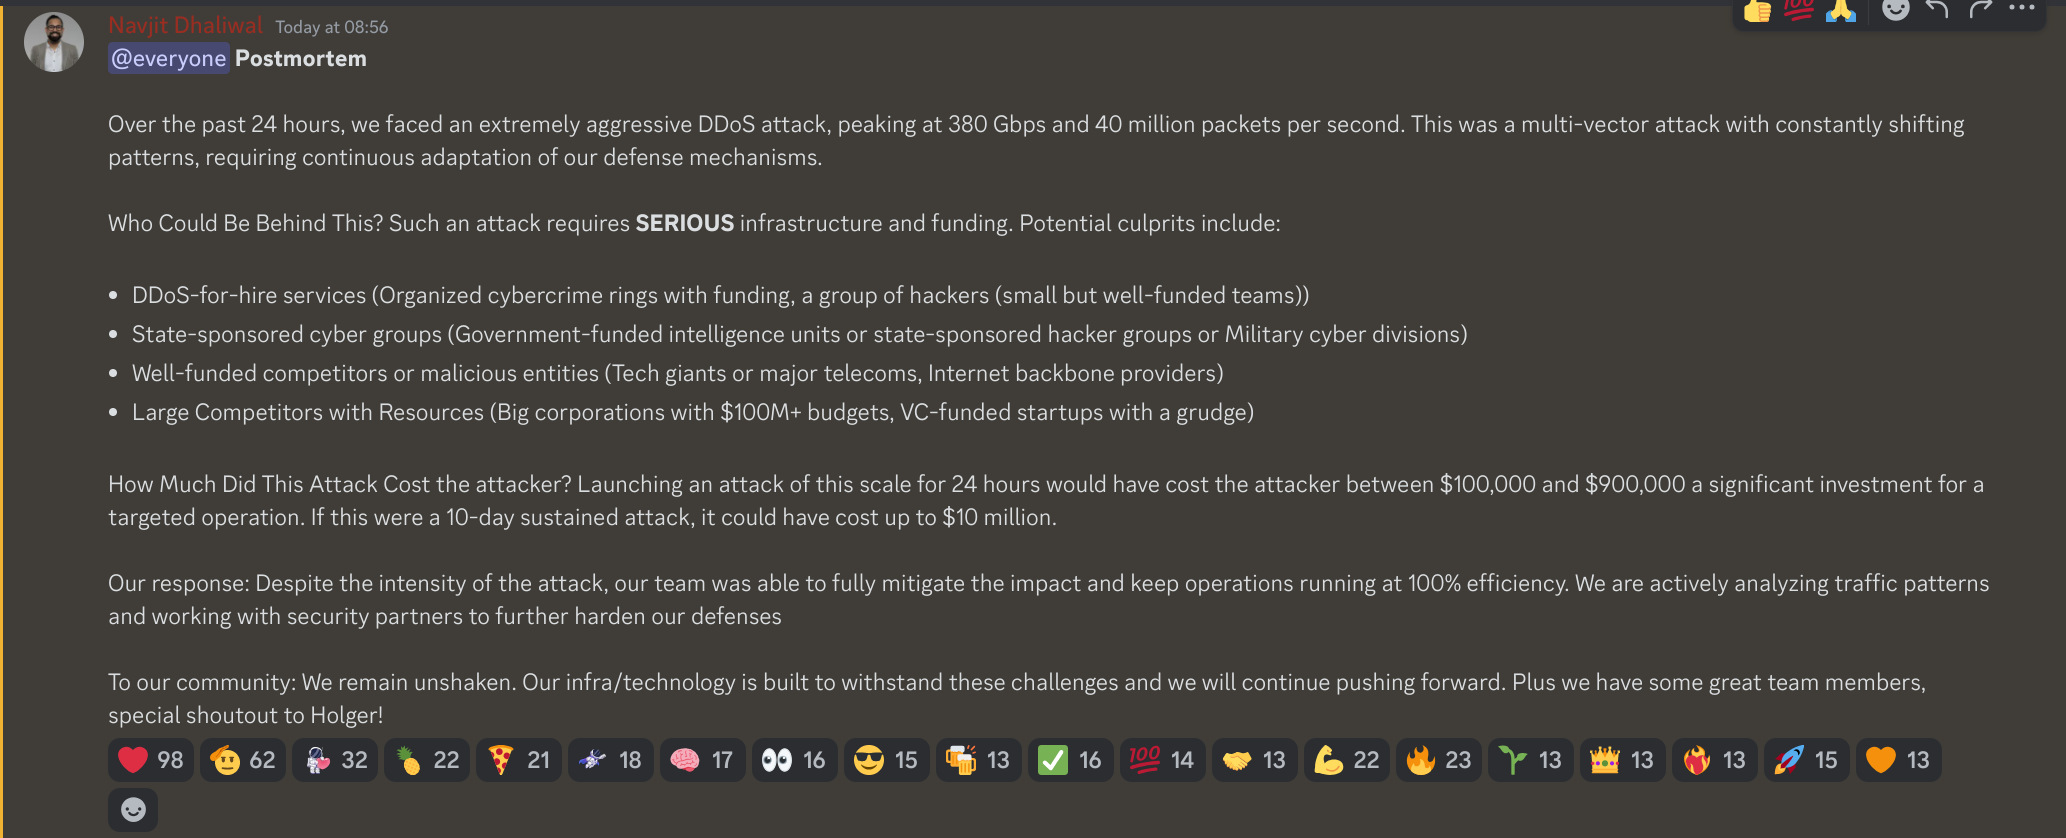 Navjit Dhaliwal Today at 08:56
@everyone Postmortem
Over the past 24 hours, we faced an extremely aggressive DDoS attack, peaking at 380 Gbps and 40 million packets per second. This was a multi-vector attack with constantly shifting
patterns, requiring continuous adaptation of our defense mechanisms.
Who Could Be Behind This? Such an attack requires SERIOUS infrastructure and funding. Potential culprits include:
• DDoS-for-hire services (Organized cybercrime rings with funding, a group of hackers (small but well-funded teams))
• State-sponsored cyber groups (Government-funded intelligence units or state-sponsored hacker groups or Military cyber divisions)
• Well-funded competitors or malicious entities (Tech giants or major telecoms, Internet backbone providers)
• Large Competitors with Resources (Big corporations with $100M+ budgets, VC-funded startups with a grudge)
How Much Did This Attack Cost the attacker? Launching an attack of this scale for 24 hours would have cost the attacker between $100,000 and $900,000 a significant investment for a
targeted operation. If this were a 10-day sustained attack, it could have cost up to $10 million.
Our response: Despite the intensity of the attack, our team was able to fully mitigate the impact and keep operations running at 100% efficiency. We are actively analyzing traffic patterns
and working with security partners to further harden our defenses
To our community: We remain unshaken. Our infra/technology is built to withstand these challenges and we will continue pushing forward. Plus we have some great team members,
special shoutout to Holger!
98 62 32 22 21 18 17 16 15 13 16 100 14 13 22 23 13 13 13 15 13